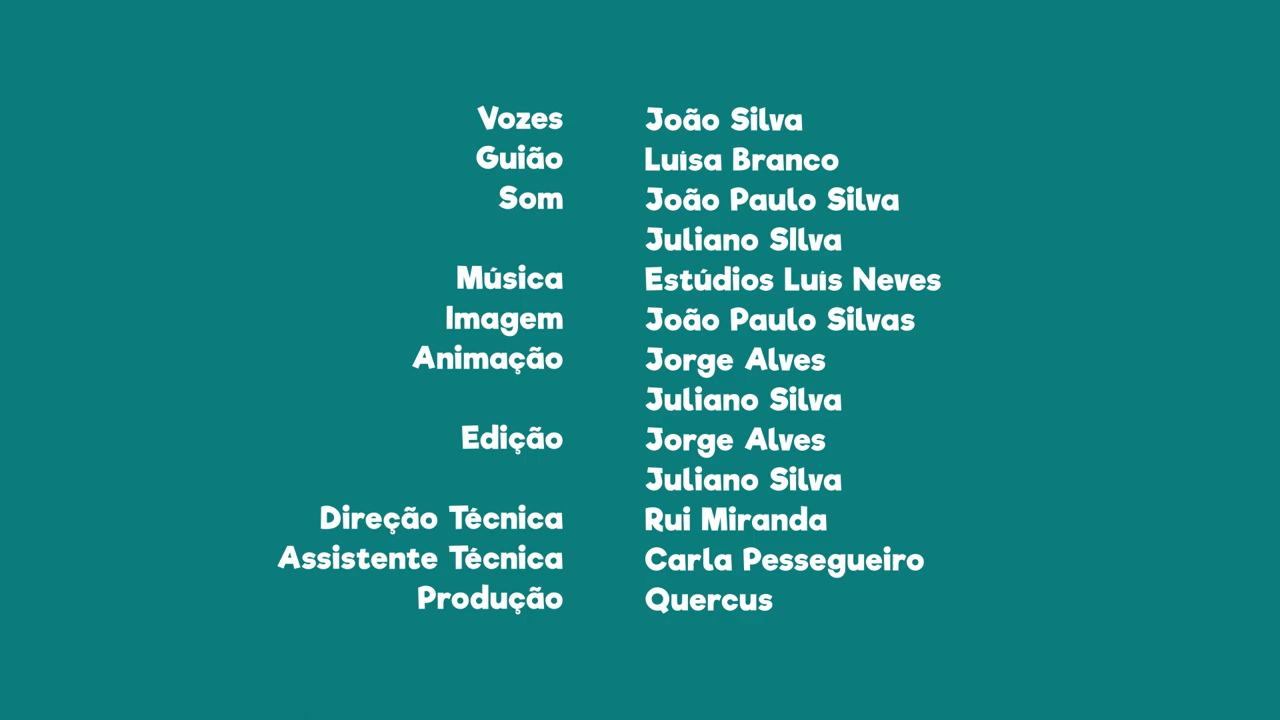 Vozes João Silva
Guião Luísa Branco
Som João Paulo Silva
Juliano SIlva
Música Estúdios Luís Neves
Imagem João Paulo Silvas
Animação Jorge Alves
Juliano Silva
Edição Jorge Alves
Juliano Silva
Direção Técnica Rui Miranda
Assistente Técnica Carla Pessegueiro
Produção Quercus